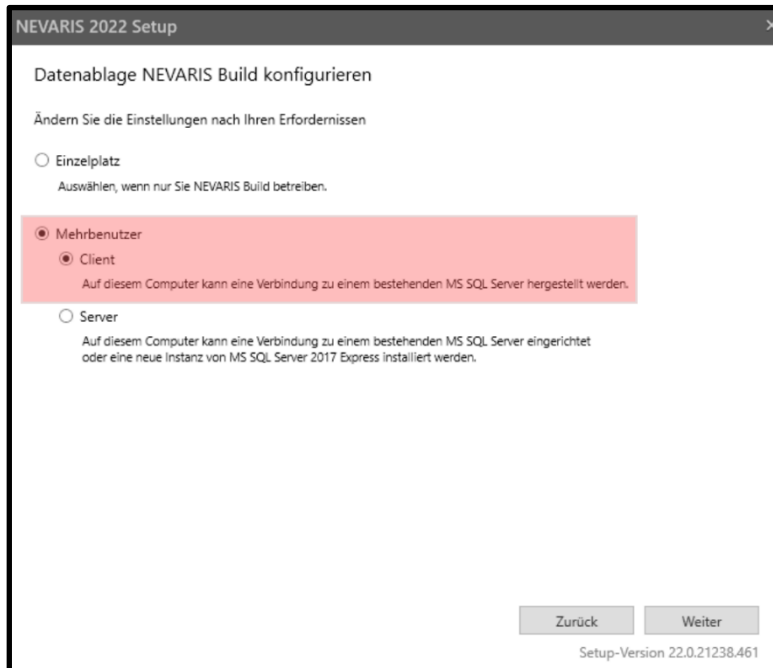 NEVARIS 2022 Setup
Datenablage NEVARIS Build konfigurieren
Ändern Sie die Einstellungen nach Ihren Erfordernissen
Einzelplatz
Auswählen, wenn nur Sie NEVARIS Build betreiben.
Mehrbenutzer
Client
Auf diesem Computer kann eine Verbindung zu einem bestehenden MS SQL Server hergestellt werden.
Server
Auf diesem Computer kann eine Verbindung zu einem bestehenden MS SQL Server eingerichtet
oder eine neue Instanz von MS SQL Server 2017 Express installiert werden.
Zurück
Weiter
Setup-Version 22.0.21238.461